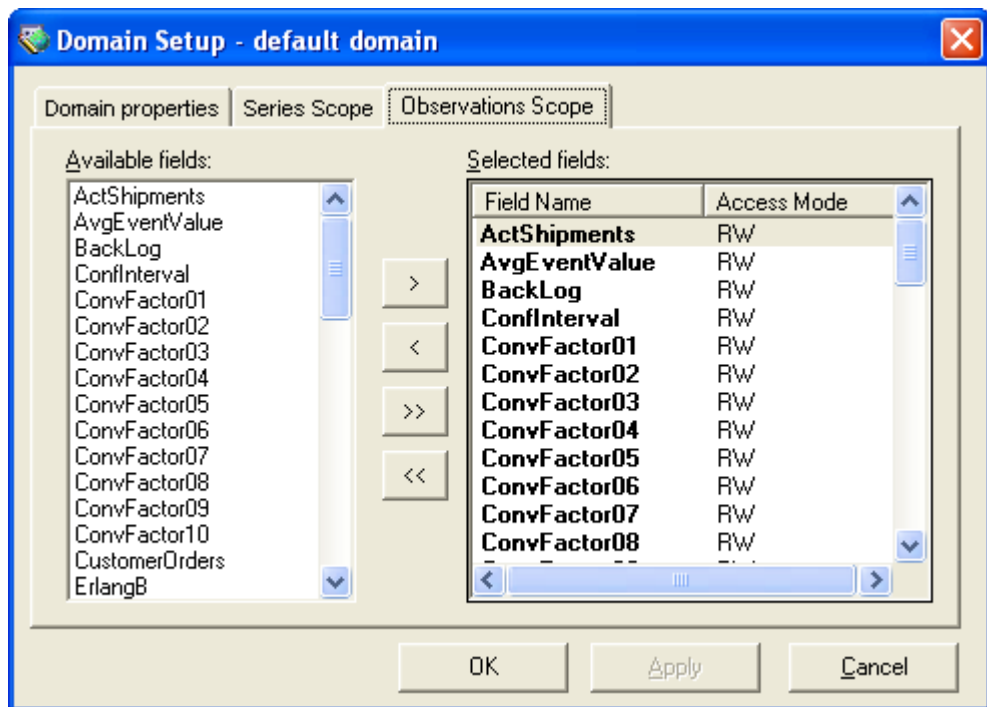 Domain Setup - default domain
Domain properties
Series Scope
Observations Scope
Available fields:
ActShipments
AvgEventValue
BackLog
ConfInterval
ConvFactor01
ConvFactor02
ConvFactor03
ConvFactor04
ConvFactor05
ConvFactor06
ConvFactor07
ConvFactor08
ConvFactor09
ConvFactor10
CustomerOrders
ErlangB
>
<
>>
<<
Selected fields:
Field Name Access Mode
ActShipments RW
AvgEventValue RW
BackLog RW
ConfInterval RW
ConvFactor01 RW
ConvFactor02 RW
ConvFactor03 RW
ConvFactor04 RW
ConvFactor05 RW
ConvFactor06 RW
ConvFactor07 RW
ConvFactor08 RW
OK
Apply
Cancel